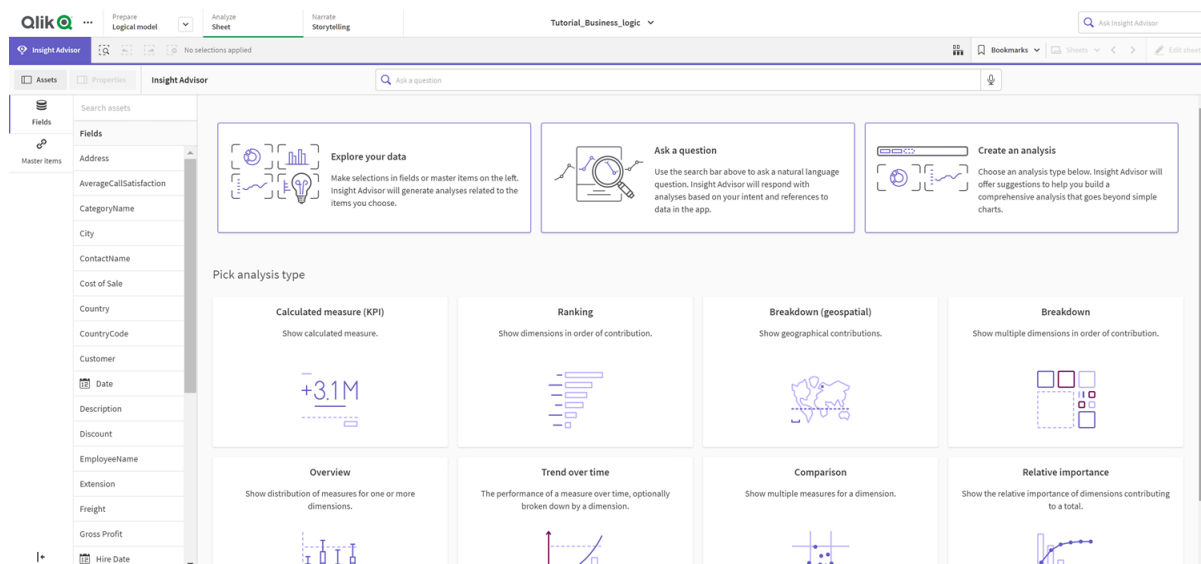 Qlik
Prepare
Logical model
Analyze
Sheet
Narrate
Storytelling
Tutorial_Business_logic
Ask Insight Advisor
Insight Advisor
No selections applied
Bookmarks
Sheets
Edit sheet
Assets
Properties
Insight Advisor
Ask a question
Fields
Master items
Search assets
Fields
Address
AverageCallSatisfaction
CategoryName
City
ContactName
Cost of Sale
Country
CountryCode
Customer
Date
Description
Discount
EmployeeName
Extension
Freight
Gross Profit
Hire Date
Explore your data
Make selections in fields or master items on the left.
Insight Advisor will generate analyses related to the
items you choose.
Ask a question
Use the search bar above to ask a natural language
question. Insight Advisor will respond with
analyses based on your intent and references to
data in the app.
Create an analysis
Choose an analysis type below. Insight Advisor will
offer suggestions to help you build a
comprehensive analysis that goes beyond simple
charts.
Pick analysis type
Calculated measure (KPI)
Show calculated measure.
+3.1M
Ranking
Show dimensions in order of contribution.
Breakdown (geospatial)
Show geographical contributions.
Breakdown
Show multiple dimensions in order of contribution.
Overview
Show distribution of measures for one or more
dimensions.
Trend over time
The performance of a measure over time, optionally
broken down by a dimension.
Comparison
Show multiple measures for a dimension.
Relative importance
Show the relative importance of dimensions contributing
to a total.